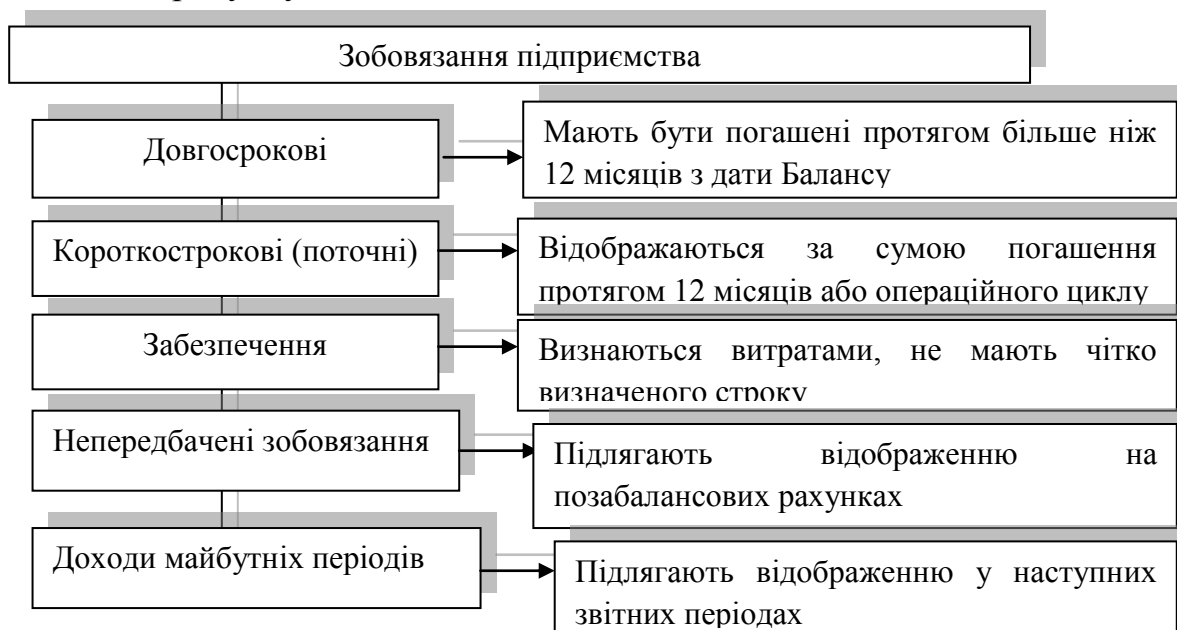 Зобовязання підприємства
Довгосрокові
Мають бути погашені протягом більше ніж
12 місяців з дати Балансу
Короткострокові (поточні)
Відображаються за сумою погашення
протягом 12 місяців або операційного циклу
Забезпечення
Визнаються витратами, не мають чітко
визначеного строку
Непередбачені зобовязання
Підлягають відображенню на
позабалансових рахунках
Доходи майбутніх періодів
Підлягають відображенню у наступних
звітних періодах